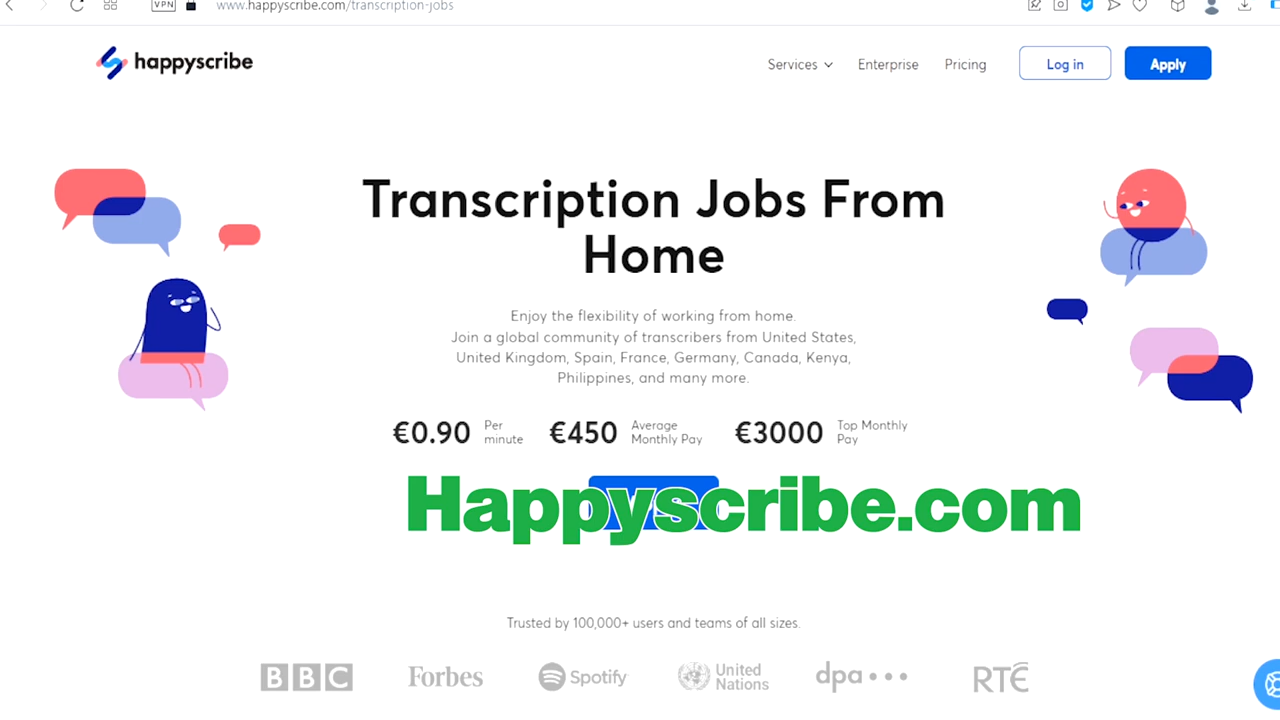 VPN
www.happyscribe.com/transcription-jobs
happyscribe
Services
Enterprise
Pricing
Log in
Apply
Transcription Jobs From
Home
Enjoy the flexibility of working from home.
Join a global community of transcribers from United States,
United Kingdom, Spain, France, Germany, Canada, Kenya,
Philippines, and many more.
€0.90 Per minute
€450 Average Monthly Pay
€3000 Top Monthly Pay
Happyscribe.com
Trusted by 100,000+ users and teams of all sizes.
BBC
Forbes
Spotify
United Nations
dpa
RTÉ